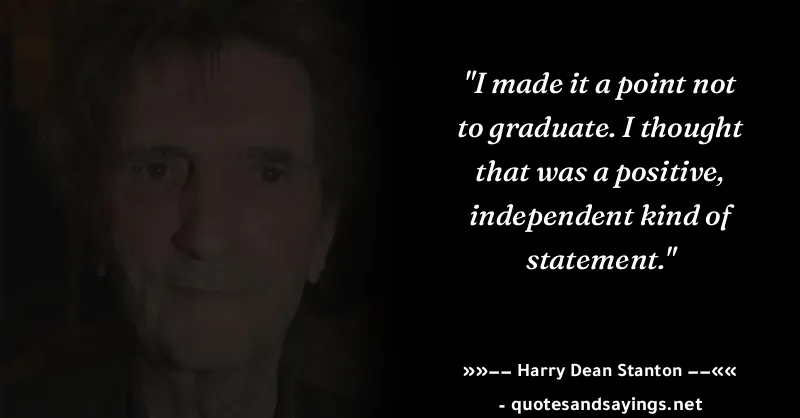 "I made it a point not
to graduate. I thought
that was a positive,
independent kind of
statement."
»»−− Harry Dean Stanton −−««
- quotesandsayings.net